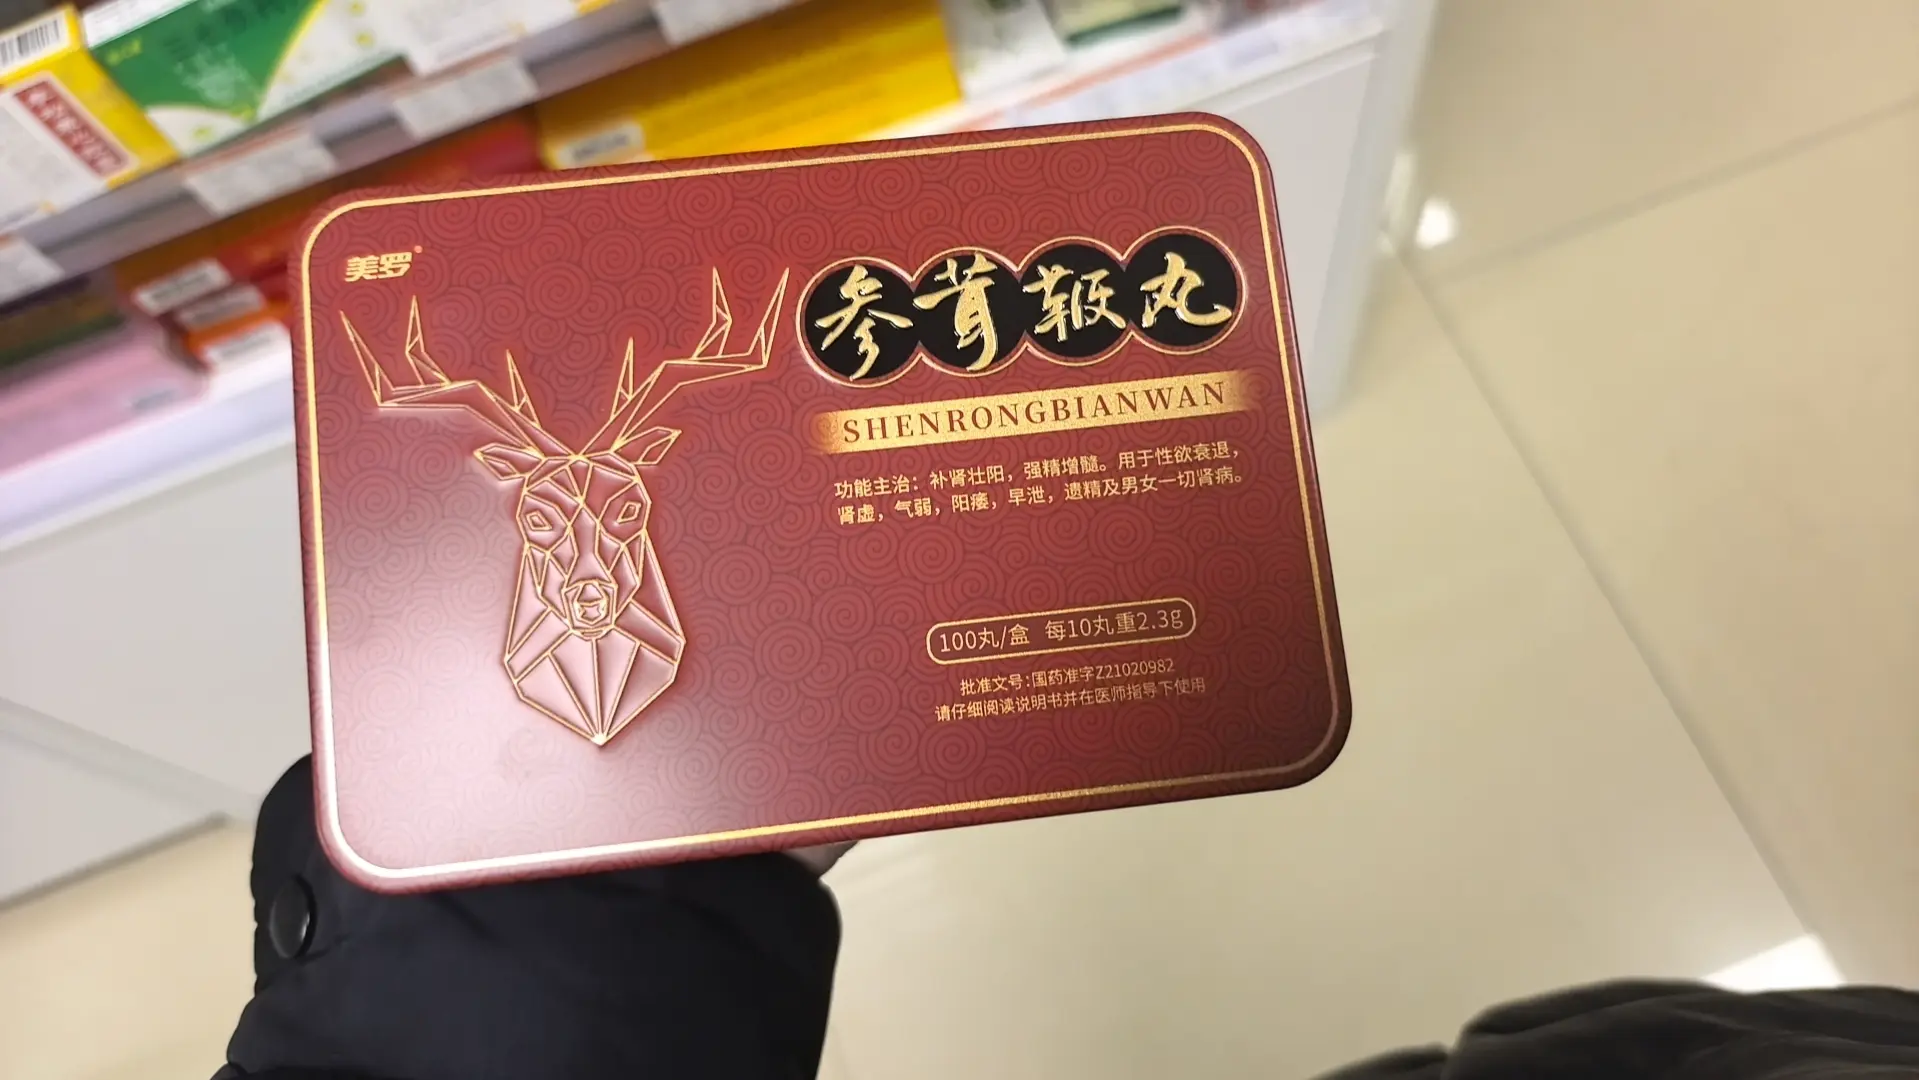 美罗
参茸鞭丸
SHENRONGBIANWAN
功能主治：补肾壮阳，强精增髓。用于性欲衰退，
肾虚，气弱，阳痿，早泄，遗精及男女一切肾病。
100丸/盒 每10丸重2.3g
批准文号:国药准字Z21020982
请仔细阅读说明书并在医师指导下使用